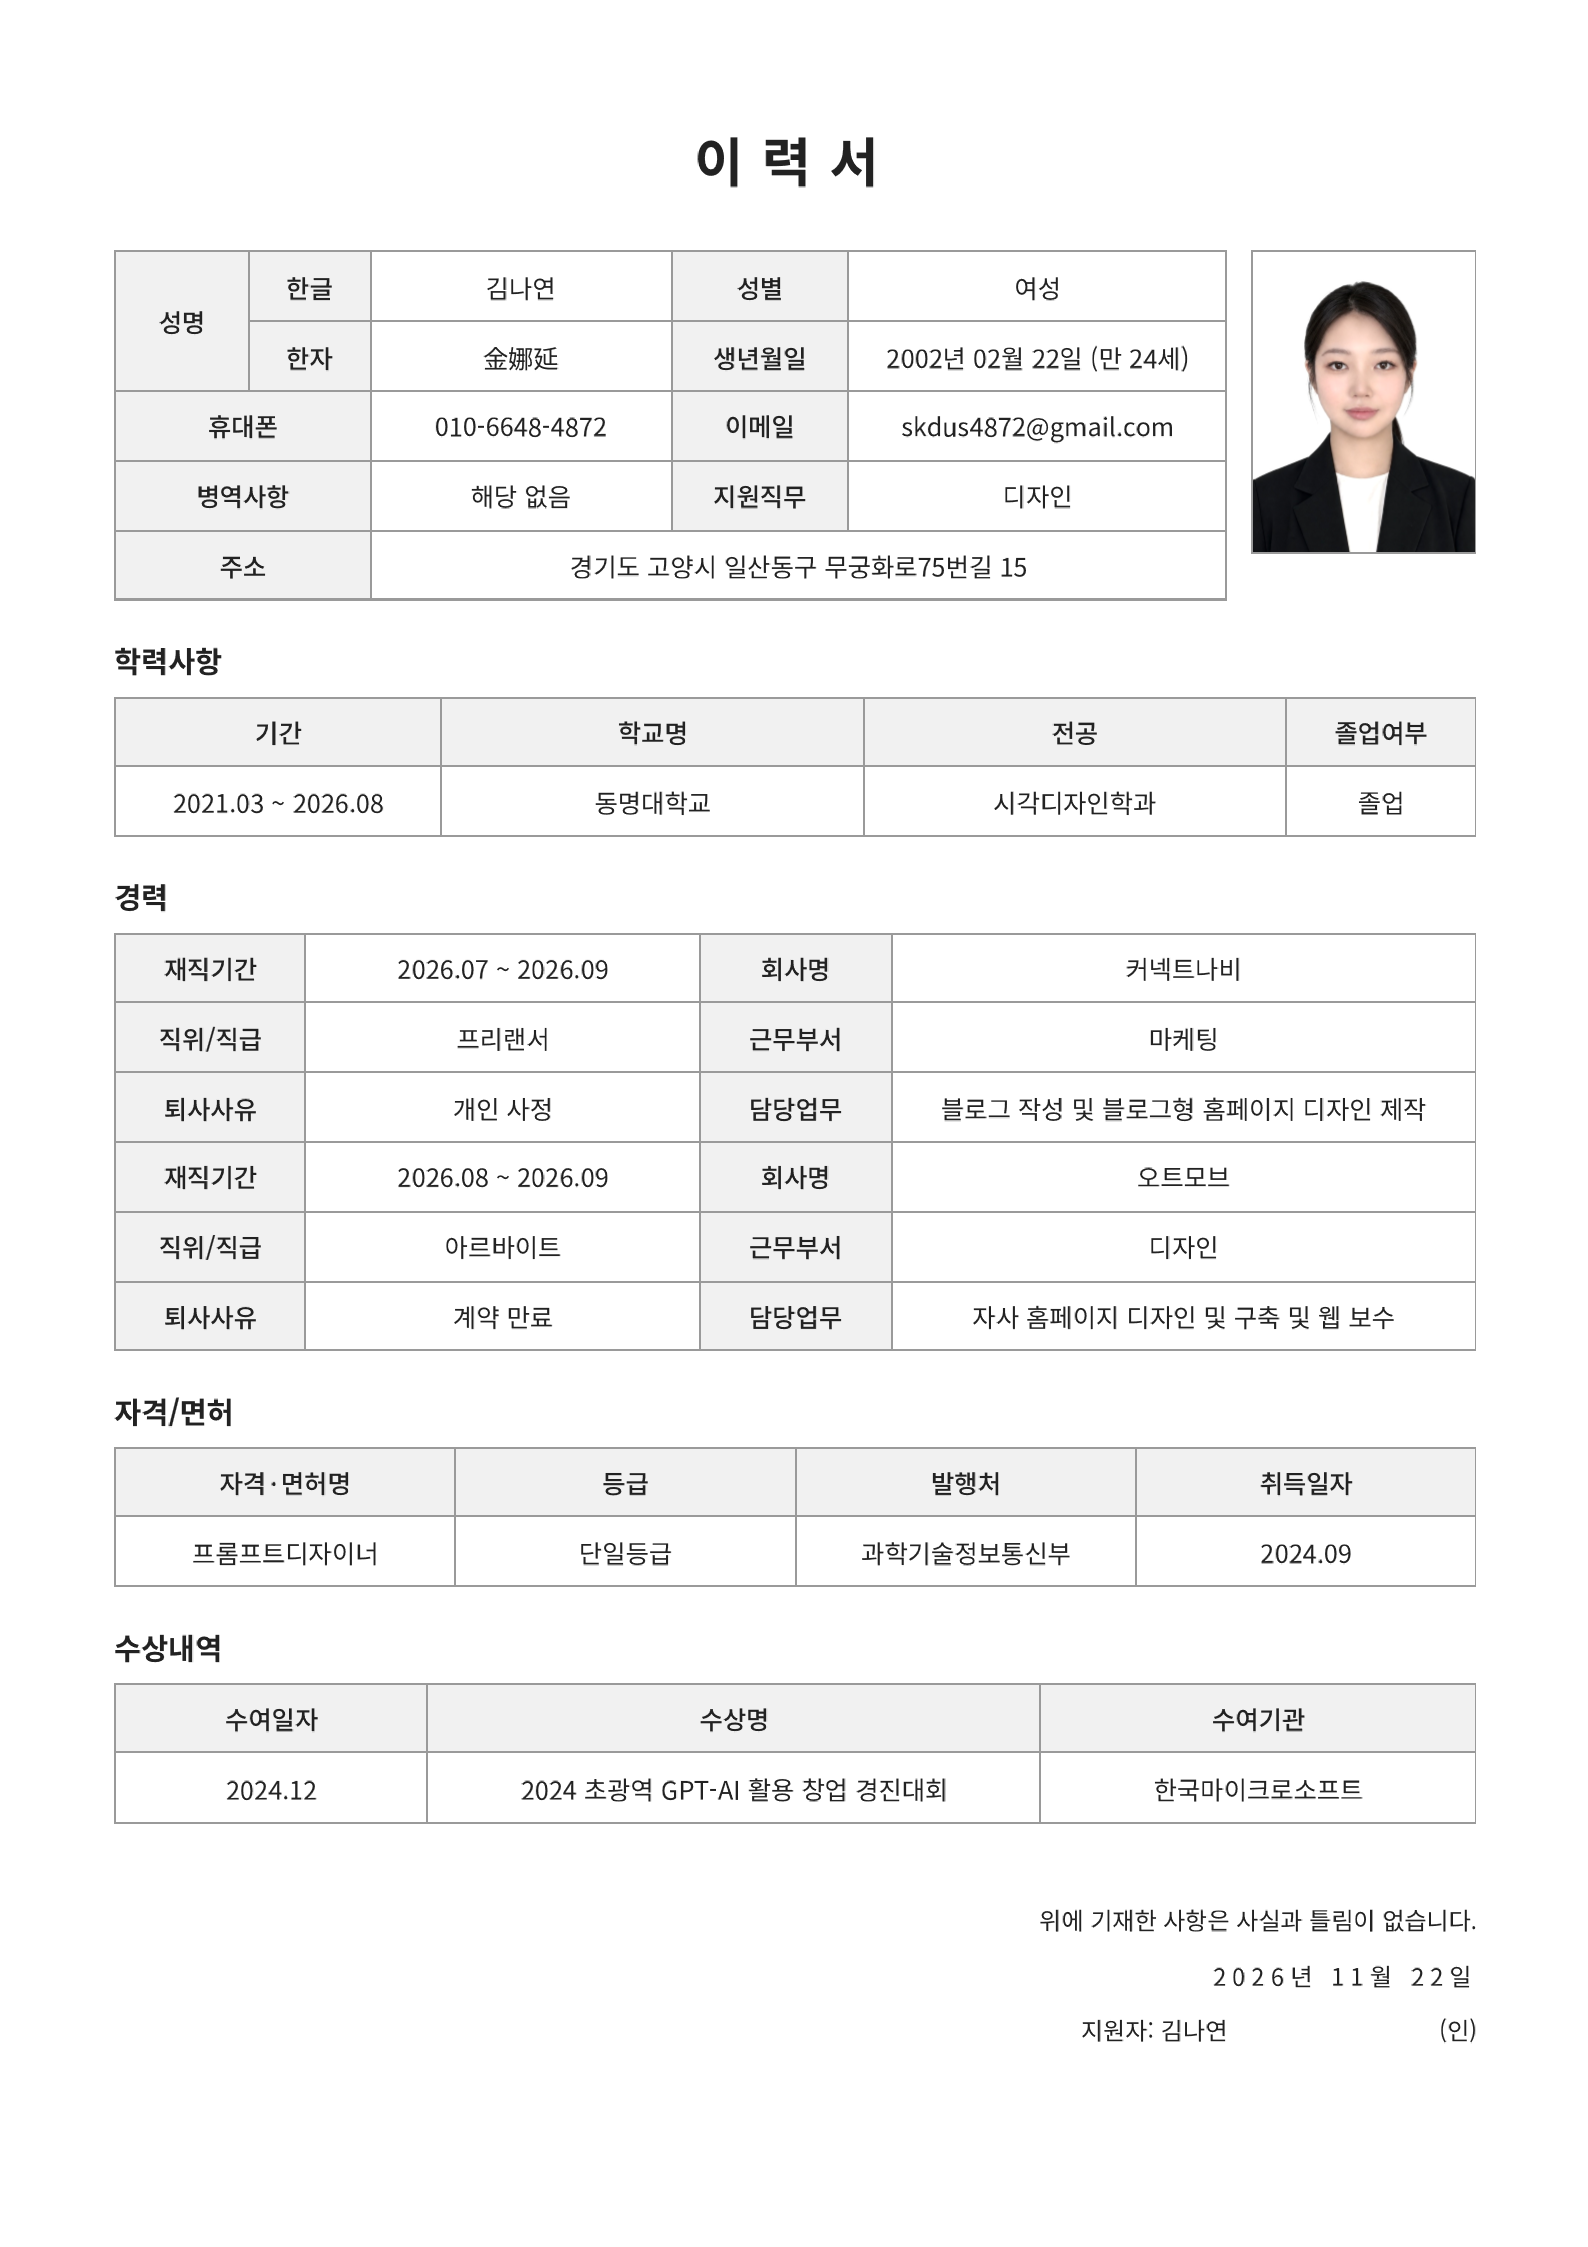 이 력 서
성명 한글 김나연 성별 여성
한자 金娜延 생년월일 2002년 02월 22일 (만 24세)
휴대폰 010-6648-4872 이메일 skdus4872@gmail.com
병역사항 해당 없음 지원직무 디자인
주소 경기도 고양시 일산동구 무궁화로75번길 15
학력사항
기간 학교명 전공 졸업여부
2021.03 ~ 2026.08 동명대학교 시각디자인학과 졸업
경력
재직기간 2026.07 ~ 2026.09 회사명 커넥트나비
직위/직급 프리랜서 근무부서 마케팅
퇴사사유 개인 사정 담당업무 블로그 작성 및 블로그형 홈페이지 디자인 제작
재직기간 2026.08 ~ 2026.09 회사명 오트모브
직위/직급 아르바이트 근무부서 디자인
퇴사사유 계약 만료 담당업무 자사 홈페이지 디자인 및 구축 및 웹 보수
자격/면허
자격·면허명 등급 발행처 취득일자
프롬프트디자이너 단일등급 과학기술정보통신부 2024.09
수상내역
수여일자 수상명 수여기관
2024.12 2024 초광역 GPT-AI 활용 창업 경진대회 한국마이크로소프트
위에 기재한 사항은 사실과 틀림이 없습니다.
2026년 11월 22일
지원자: 김나연 (인)